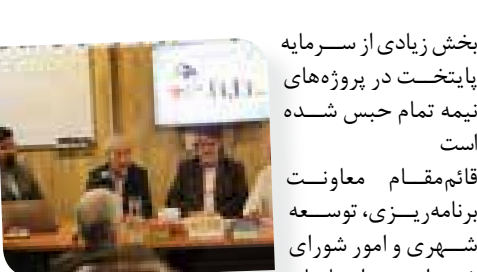 بخش زیادی از سرمایه
پایتخت در پروژه‌های
نیمه تمام حبس شده
است
قائم‌مقام معاونت
برنامه‌ریزی، توسعه
شهری و امور شورای